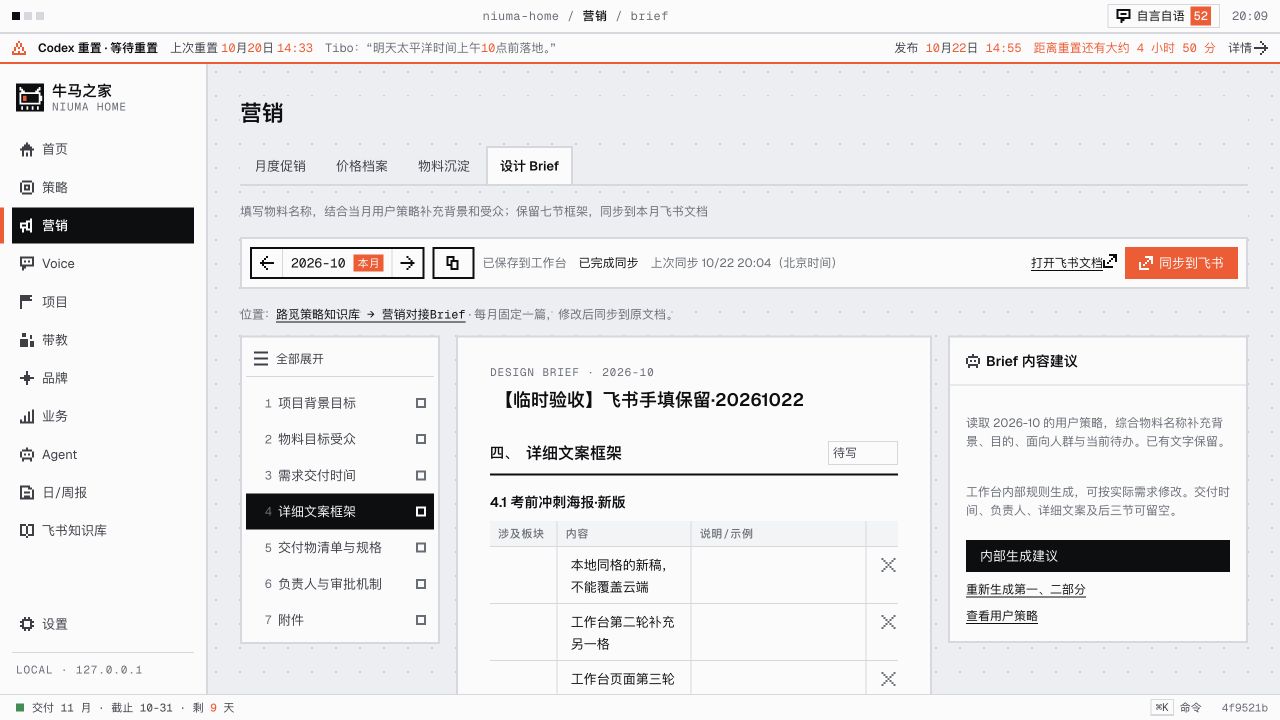 niuma-home / 营销 / brief
自言自语 52
20:09
Codex 重置·等待重置 上次重置 10月20日 14:33 Tibo：“明天太平洋时间上午10点前落地。”
发布 10月22日 14:55 距离重置还有大约 4 小时 50 分 详情
牛马之家
NIUMA HOME
首页
策略
营销
Voice
项目
带教
品牌
业务
Agent
日/周报
飞书知识库
设置
LOCAL · 127.0.0.1
营销
月度促销 价格档案 物料沉淀 设计 Brief
填写物料名称，结合当月用户策略补充背景和受众；保留七节框架，同步到本月飞书文档
2026-10 本月 已保存到工作台 已完成同步 上次同步 10/22 20:04（北京时间） 打开飞书文档 同步到飞书
位置：路觅策略知识库 → 营销对接Brief · 每月固定一篇，修改后同步到原文档。
全部展开
1 项目背景目标
2 物料目标受众
3 需求交付时间
4 详细文案框架
5 交付物清单与规格
6 负责人与审批机制
7 附件
DESIGN BRIEF · 2026-10
【临时验收】飞书手填保留·20261022
四、 详细文案框架 待写
4.1 考前冲刺海报·新版
涉及板块 内容 说明/示例
本地同格的新稿，
不能覆盖云端
工作台第二轮补充
另一格
工作台页面第三轮
Brief 内容建议
读取 2026-10 的用户策略，综合物料名称补充背
景、目的、面向人群与当前待办。已有文字保留。
工作台内部规则生成，可按实际需求修改。交付时
间、负责人、详细文案及后三节可留空。
内部生成建议
重新生成第一、二部分
查看用户策略
交付 11 月 · 截止 10-31 · 剩 9 天
⌘K 命令 4f9521b